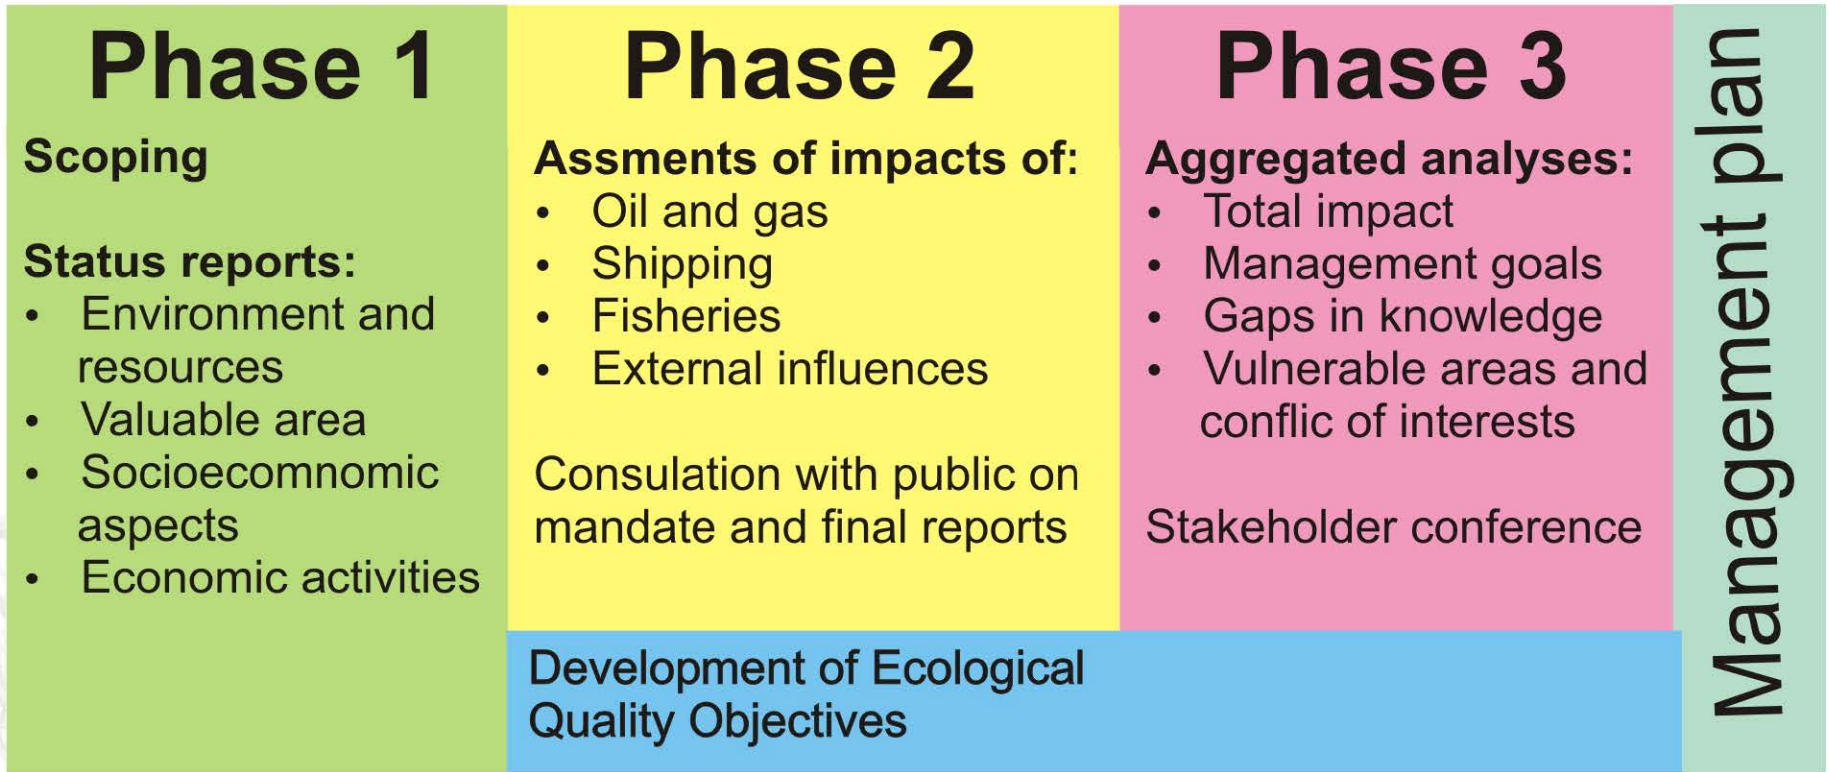 Phase 1
Scoping
Status reports:
• Environment and
resources
• Valuable area
• Socioecomnomic
aspects
• Economic activities
Phase 2
Assments of impacts of:
• Oil and gas
• Shipping
• Fisheries
• External influences
Consulation with public on
mandate and final reports
Phase 3
Aggregated analyses:
• Total impact
• Management goals
• Gaps in knowledge
• Vulnerable areas and
conflic of interests
Stakeholder conference
Development of Ecological
Quality Objectives
Management plan